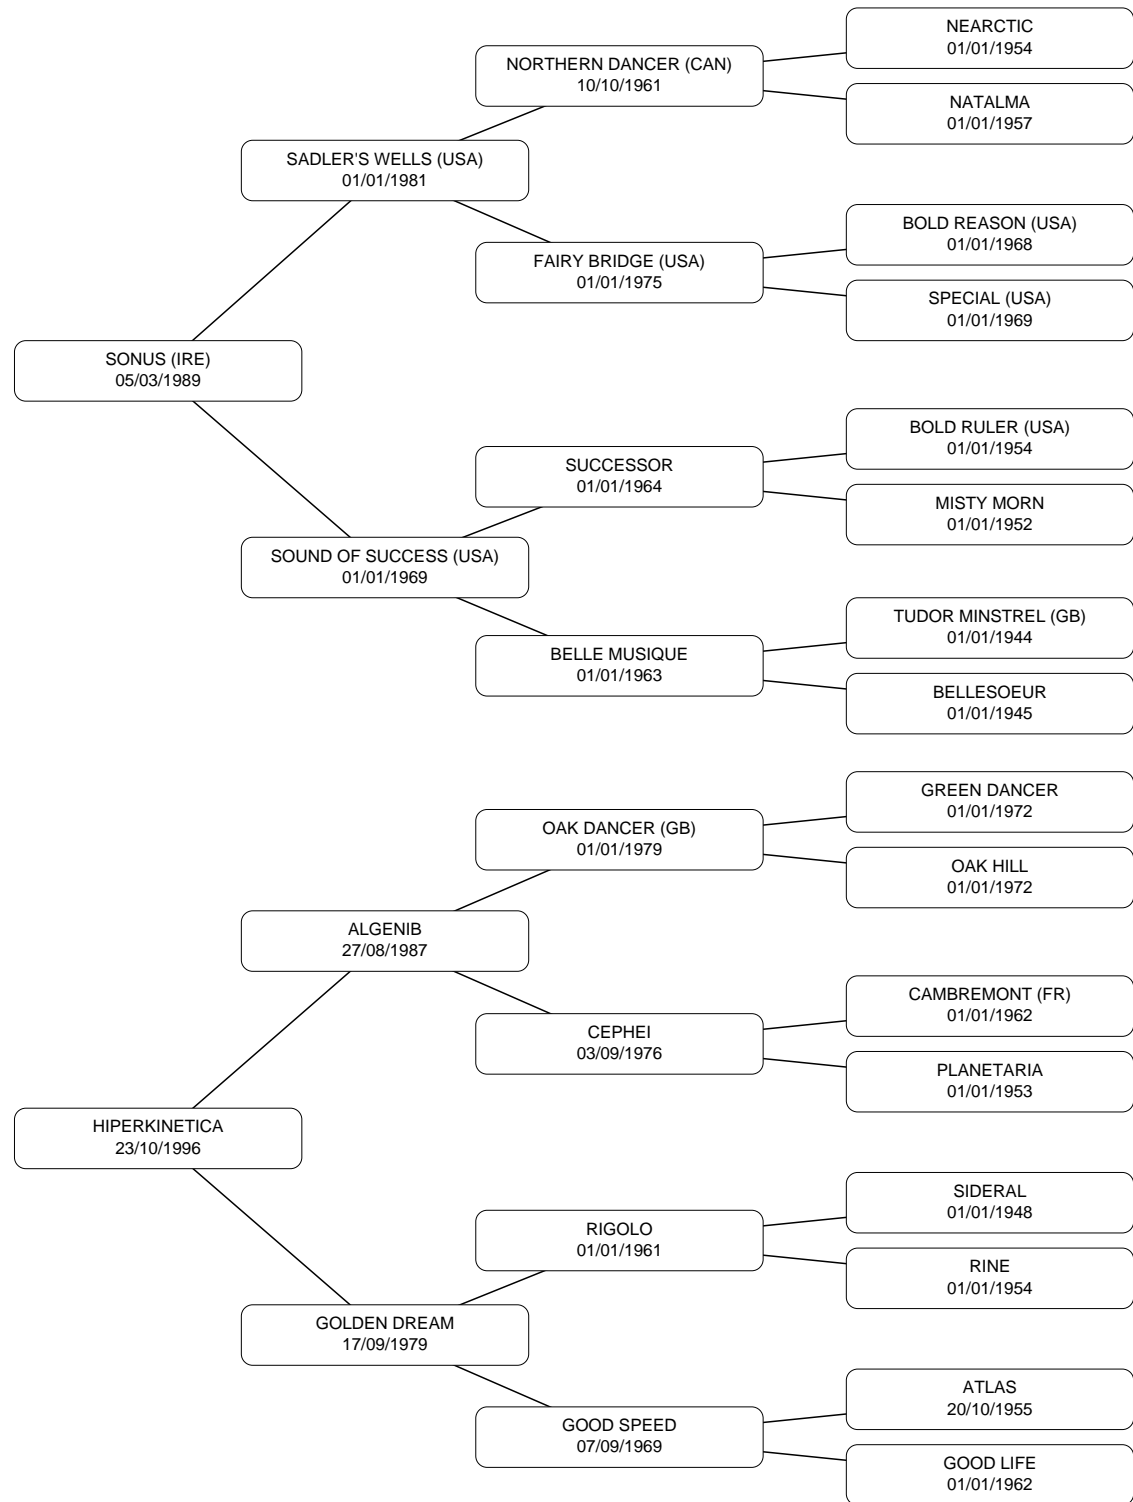 NEARCTIC
01/01/1954
NORTHERN DANCER (CAN)
10/10/1961
NATALMA
01/01/1957
SADLER'S WELLS (USA)
01/01/1981
BOLD REASON (USA)
01/01/1968
FAIRY BRIDGE (USA)
01/01/1975
SPECIAL (USA)
01/01/1969
SONUS (IRE)
05/03/1989
BOLD RULER (USA)
01/01/1954
SUCCESSOR
01/01/1964
MISTY MORN
01/01/1952
SOUND OF SUCCESS (USA)
01/01/1969
TUDOR MINSTREL (GB)
01/01/1944
BELLE MUSIQUE
01/01/1963
BELLESOEUR
01/01/1945
GREEN DANCER
01/01/1972
OAK DANCER (GB)
01/01/1979
OAK HILL
01/01/1972
ALGENIB
27/08/1987
CAMBREMONT (FR)
01/01/1962
CEPHEI
03/09/1976
PLANETARIA
01/01/1953
HIPERKINETICA
23/10/1996
SIDERAL
01/01/1948
RIGOLO
01/01/1961
RINE
01/01/1954
GOLDEN DREAM
17/09/1979
ATLAS
20/10/1955
GOOD SPEED
07/09/1969
GOOD LIFE
01/01/1962